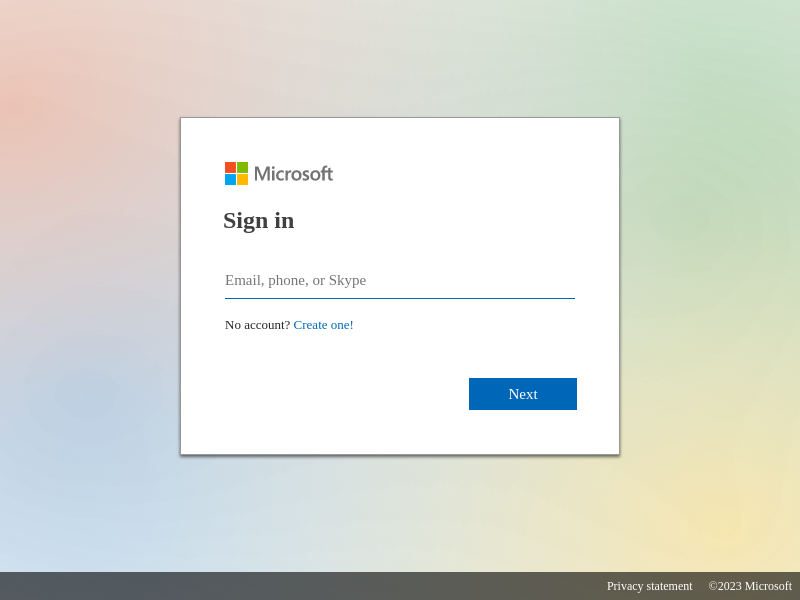 Microsoft
Sign in
Email, phone, or Skype
No account? Create one!
Next
Privacy statement ©2023 Microsoft